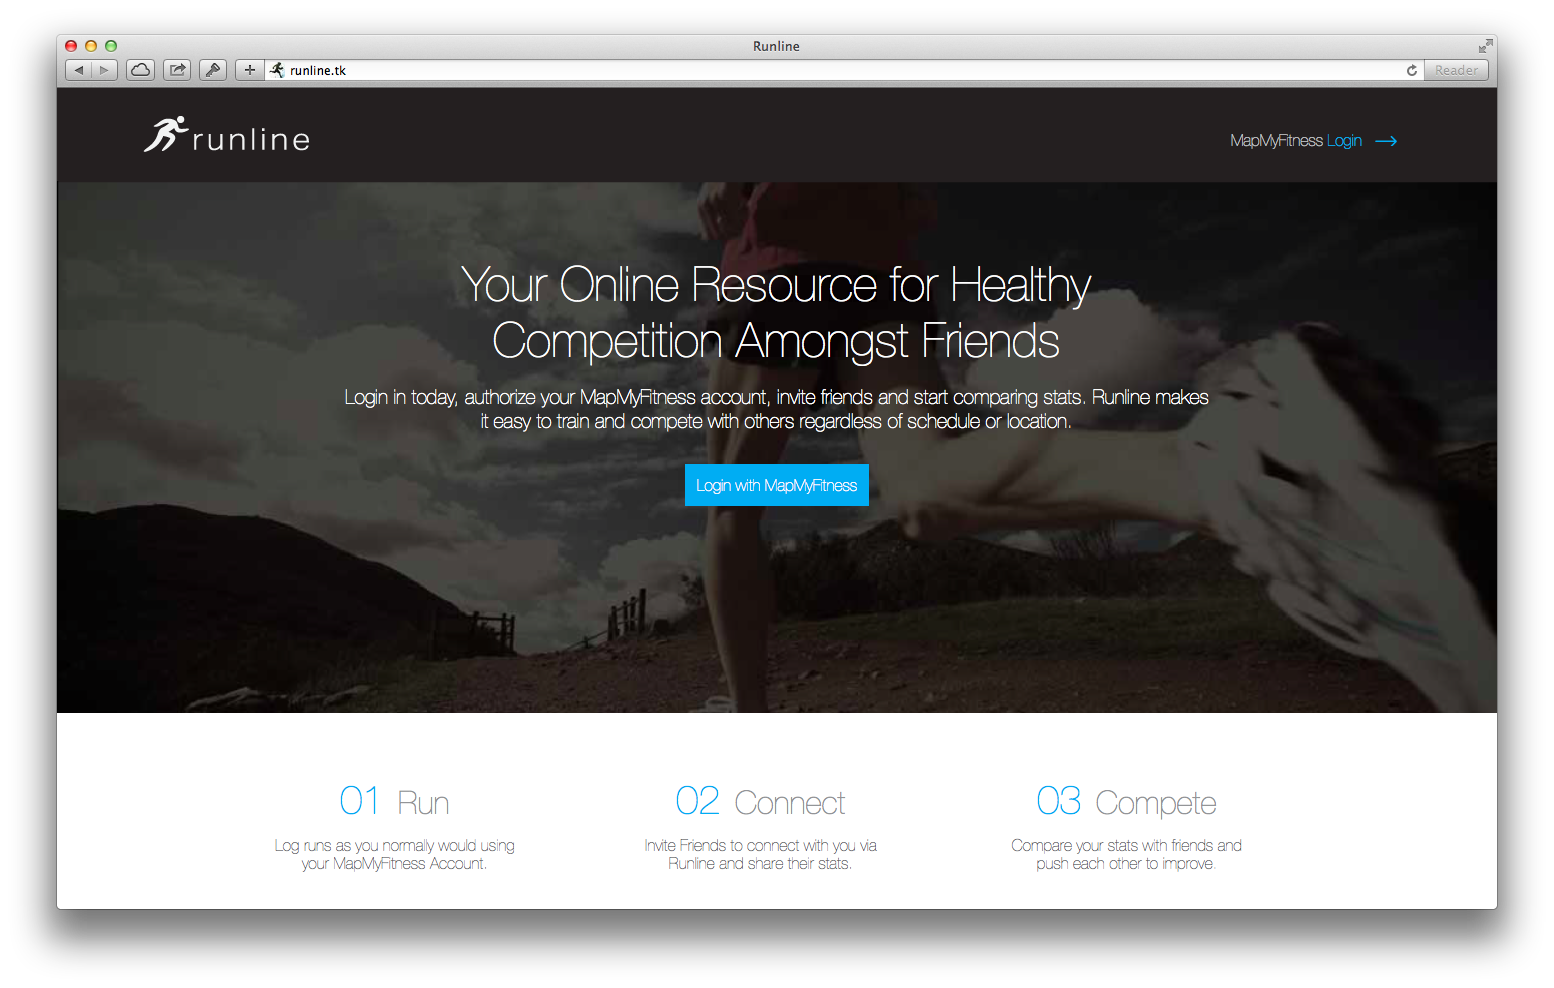 Runline
runline.tk
Reader
runline
MapMyFitness Login
Your Online Resource for Healthy
Competition Amongst Friends
Login in today, authorize your MapMyFitness account, invite friends and start comparing stats. Runline makes
it easy to train and compete with others regardless of schedule or location.
Login with MapMyFitness
01 Run
Log runs as you normally would using
your MapMyFitness Account.
02 Connect
Invite Friends to connect with you via
Runline and share their stats.
03 Compete
Compare your stats with friends and
push each other to improve.